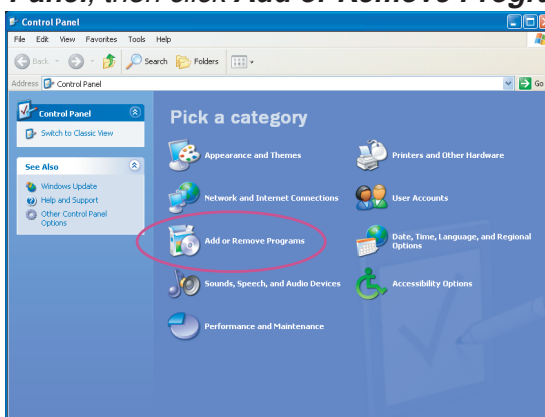 Panel, then click Add or Remove Progra
Control Panel
File Edit View Favorites Tools Help
Back Search Folders
Address Control Panel Go
Control Panel
Switch to Classic View
See Also
Windows Update
Help and Support
Other Control Panel
Options
Pick a category
Appearance and Themes
Printers and Other Hardware
Network and Internet Connections
User Accounts
Add or Remove Programs
Date, Time, Language, and Regional
Options
Sounds, Speech, and Audio Devices
Accessibility Options
Performance and Maintenance